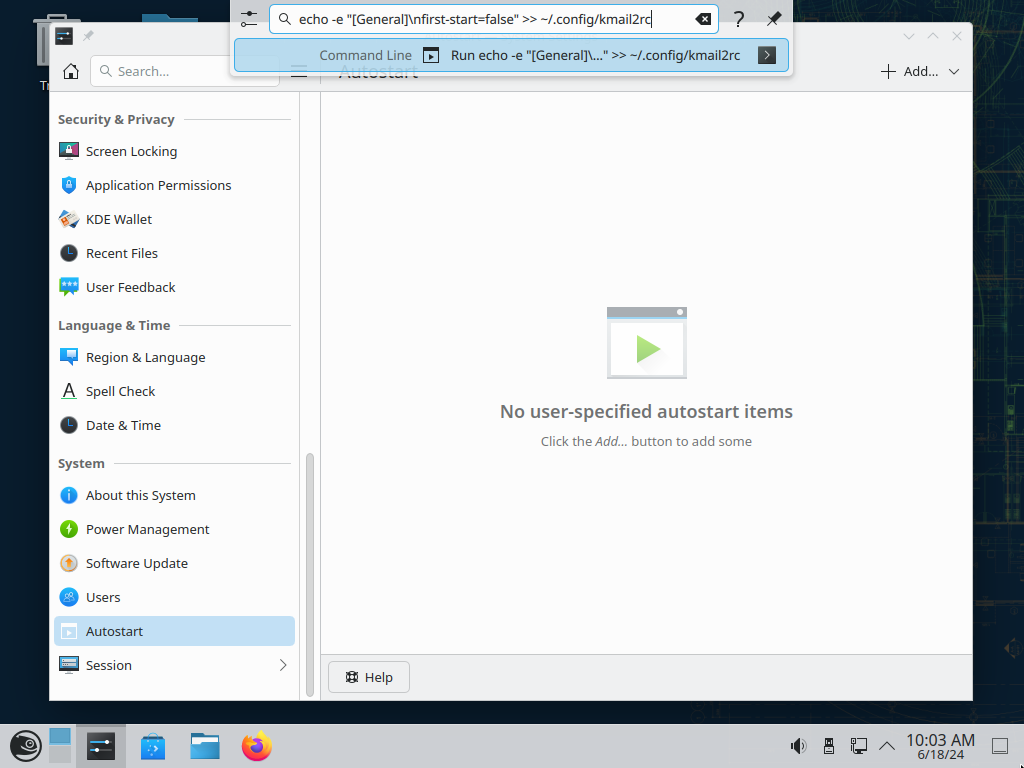 echo -e "[General]\nfirst-start=false" >> ~/.config/kmail2rc
Command Line Run echo -e "[General]\..." >> ~/.config/kmail2rc
Search...
Autostart
Add...
Security & Privacy
Screen Locking
Application Permissions
KDE Wallet
Recent Files
User Feedback
Language & Time
Region & Language
Spell Check
Date & Time
System
About this System
Power Management
Software Update
Users
Autostart
Session
No user-specified autostart items
Click the Add... button to add some
Help
10:03 AM
6/18/24